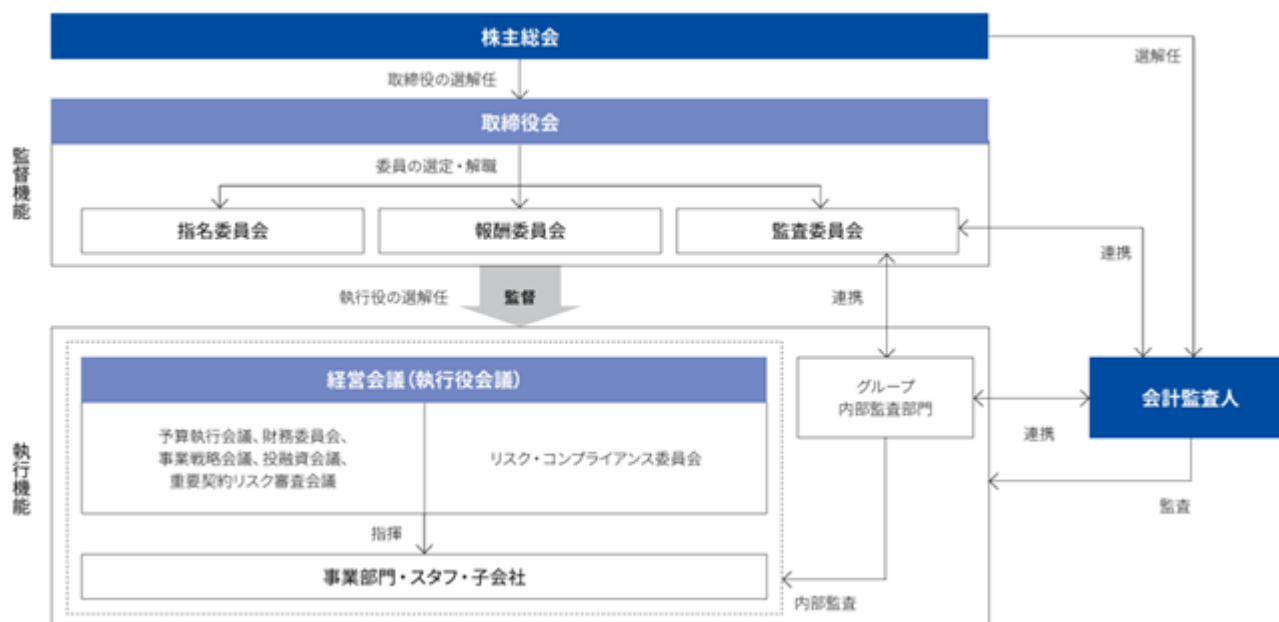 株主総会
選解任
取締役の選解任
取締役会
監督機能
委員の選定・解職
指名委員会
報酬委員会
監査委員会
連携
執行役の選解任
監督
連携
執行機能
経営会議（執行役会議）
予算執行会議、財務委員会、
事業戦略会議、投融資会議、
重要契約リスク審査会議
リスク・コンプライアンス委員会
グループ
内部監査部門
会計監査人
連携
監査
指揮
事業部門・スタッフ・子会社
内部監査